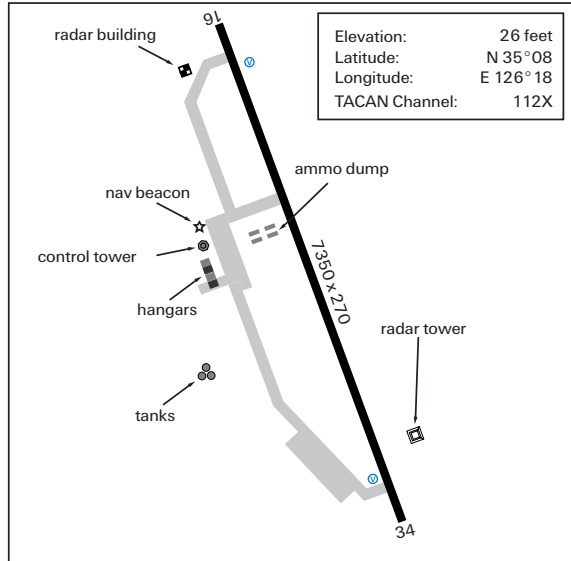 16
radar building
V
Elevation: 26 feet
Latitude: N 35°08
Longitude: E 126°18
TACAN Channel: 112X
ammo dump
nav beacon
control tower
hangars
7350 x 270
radar tower
tanks
V
34